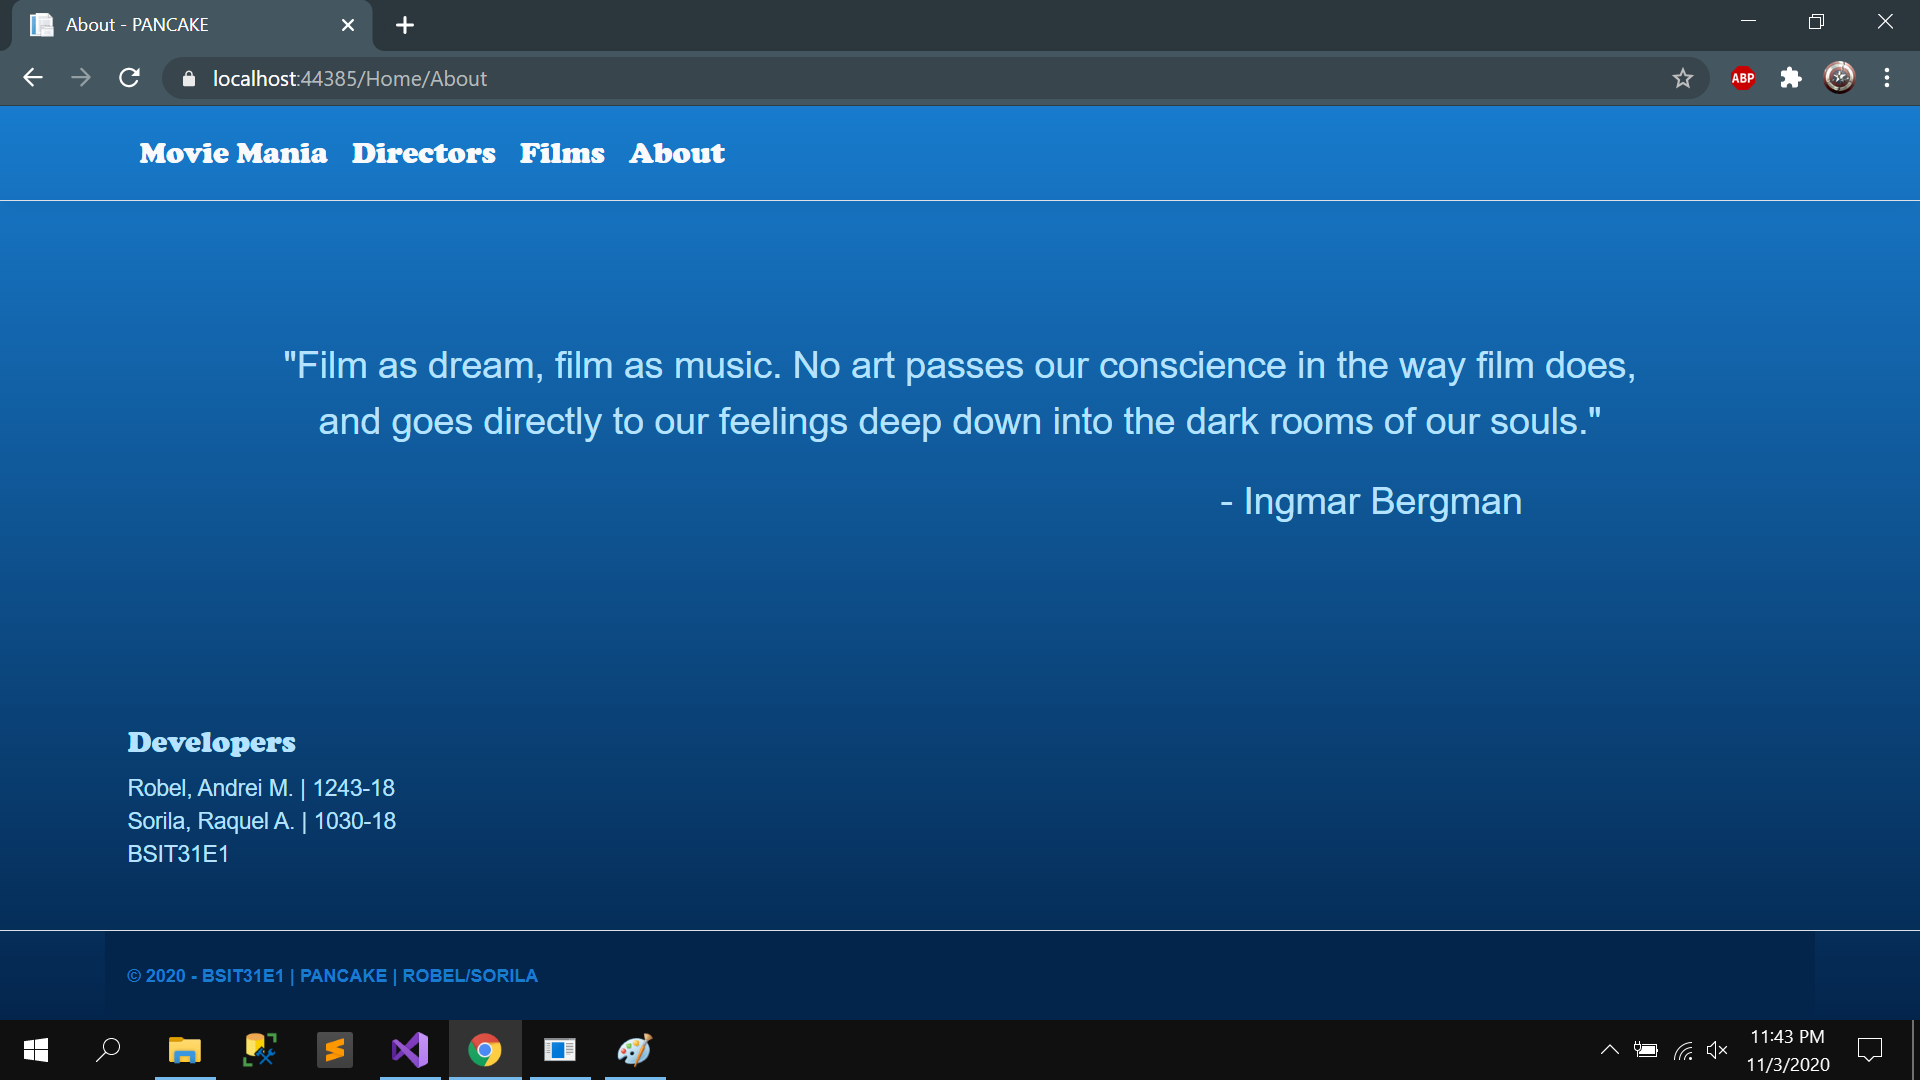 About - PANCAKE
localhost:44385/Home/About
ABP
Movie Mania Directors Films About
"Film as dream, film as music. No art passes our conscience in the way film does,
and goes directly to our feelings deep down into the dark rooms of our souls."
- Ingmar Bergman
Developers
Robel, Andrei M. | 1243-18
Sorila, Raquel A. | 1030-18
BSIT31E1
© 2020 - BSIT31E1 | PANCAKE | ROBEL/SORILA
11:43 PM
11/3/2020